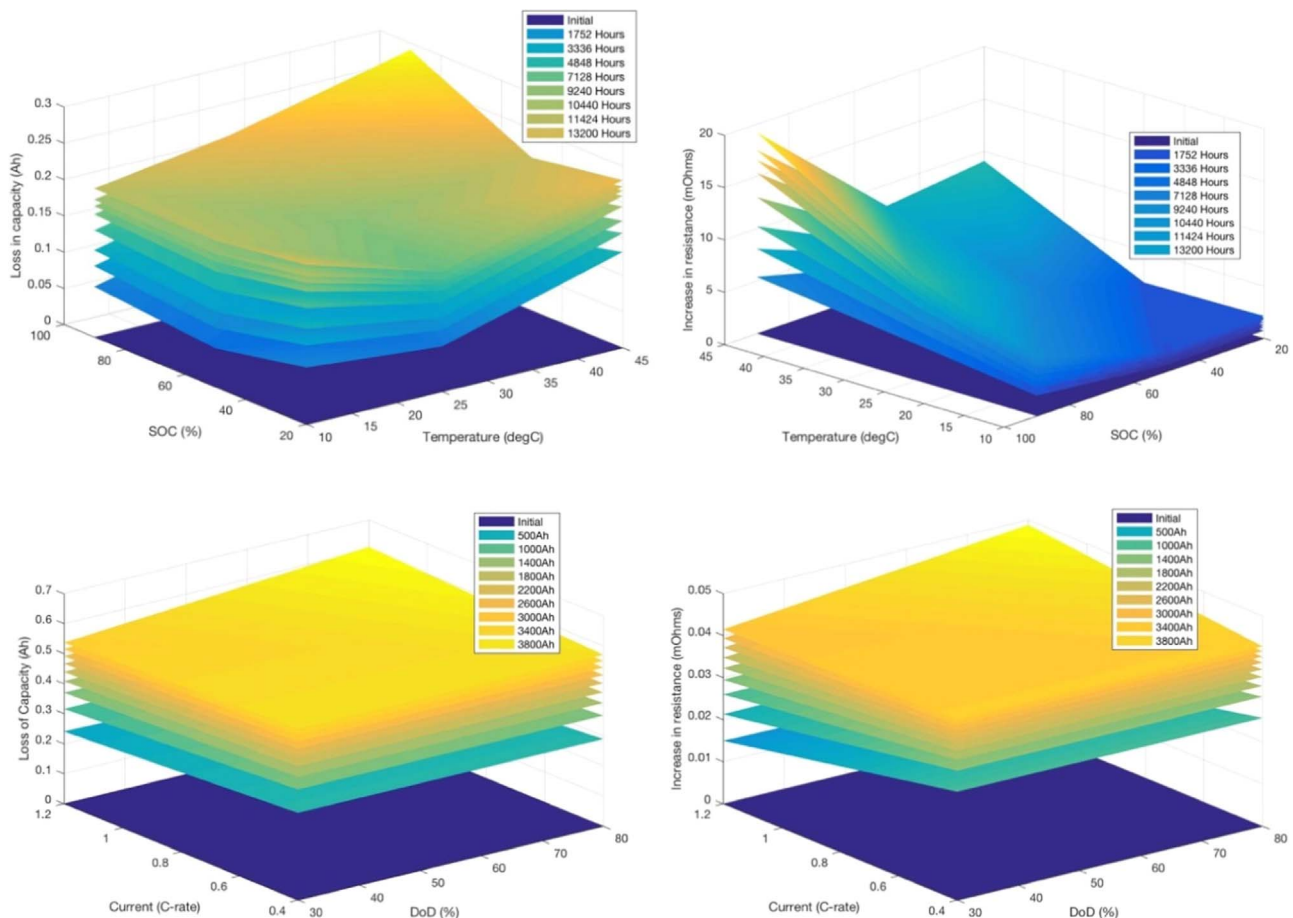 Initial
1752 Hours
3336 Hours
4848 Hours
7128 Hours
9240 Hours
10440 Hours
11424 Hours
13200 Hours
0.3
0.25
0.2
0.15
0.1
0.05
0
Loss in capacity (Ah)
100
80
60
40
20
SOC (%)
10
15
20
25
30
35
40
45
Temperature (degC)
Initial
1752 Hours
3336 Hours
4848 Hours
7128 Hours
9240 Hours
10440 Hours
11424 Hours
13200 Hours
20
15
10
5
0
Increase in resistance (mOhms)
45
40
35
30
25
20
15
10
Temperature (degC)
100
80
60
40
20
SOC (%)
Initial
500Ah
1000Ah
1400Ah
1800Ah
2200Ah
2600Ah
3000Ah
3400Ah
3800Ah
0.7
0.6
0.5
0.4
0.3
0.2
0.1
0
Loss of Capacity (Ah)
1.2
1
0.8
0.6
0.4
Current (C-rate)
30
40
50
60
70
80
DoD (%)
Initial
500Ah
1000Ah
1400Ah
1800Ah
2200Ah
2600Ah
3000Ah
3400Ah
3800Ah
0.05
0.04
0.03
0.02
0.01
0
Increase in resistance (mOhms)
1.2
1
0.8
0.6
0.4
Current (C-rate)
30
40
50
60
70
80
DoD (%)